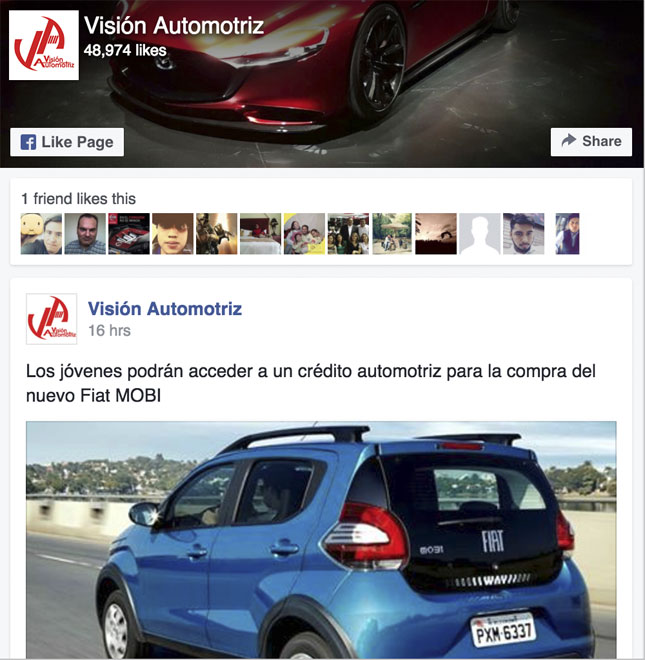 Visión Automotriz
48,974 likes
Visión
Automotriz
Like Page
Share
1 friend likes this
Visión Automotriz
16 hrs
Visión
Automotriz
Los jóvenes podrán acceder a un crédito automotriz para la compra del
nuevo Fiat MOBI
MOBI
FIAT
WAY
PXM-6337